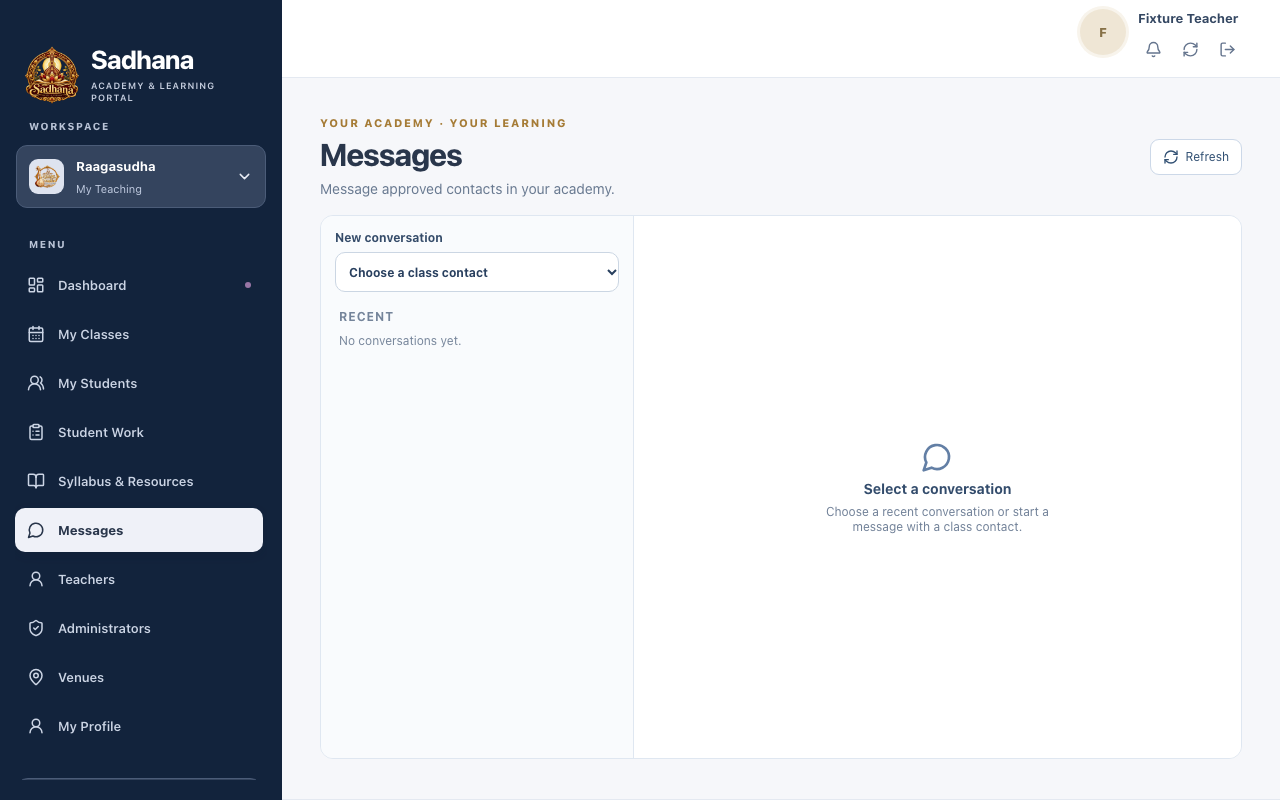 Sadhana
Sadhana
ACADEMY & LEARNING
PORTAL
WORKSPACE
Raagasudha
My Teaching
MENU
Dashboard
My Classes
My Students
Student Work
Syllabus & Resources
Messages
Teachers
Administrators
Venues
My Profile
F
Fixture Teacher
YOUR ACADEMY · YOUR LEARNING
Messages
Message approved contacts in your academy.
Refresh
New conversation
Choose a class contact
RECENT
No conversations yet.
Select a conversation
Choose a recent conversation or start a
message with a class contact.